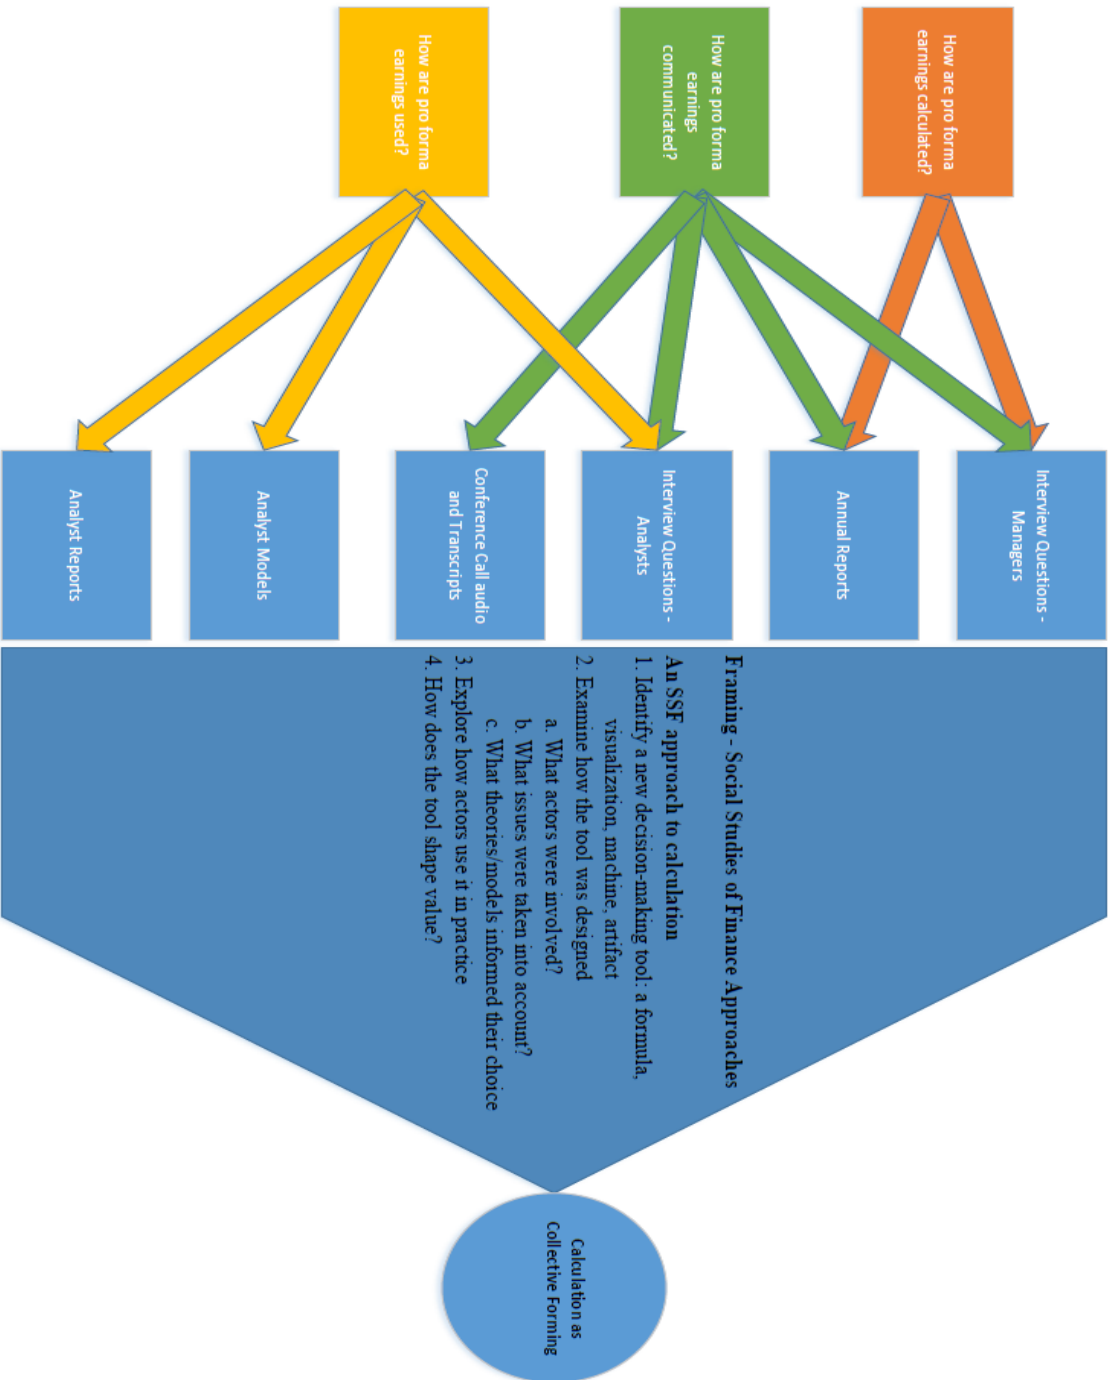 How are pro forma
earnings calculated?
How are pro forma
earnings
communicated?
How are pro forma
earnings used?
Interview Questions -
Managers
Annual Reports
Interview Questions -
Analysts
Conference Call audio
and Transcripts
Analyst Models
Analyst Reports
Framing - Social Studies of Finance Approaches
An SSF approach to calculation
1. Identify a new decision-making tool: a formula,
visualization, machine, artifact
2. Examine how the tool was designed
a. What actors were involved?
b. What issues were taken into account?
c. What theories/models informed their choice
3. Explore how actors use it in practice
4. How does the tool shape value?
Calculation as
Collective Forming